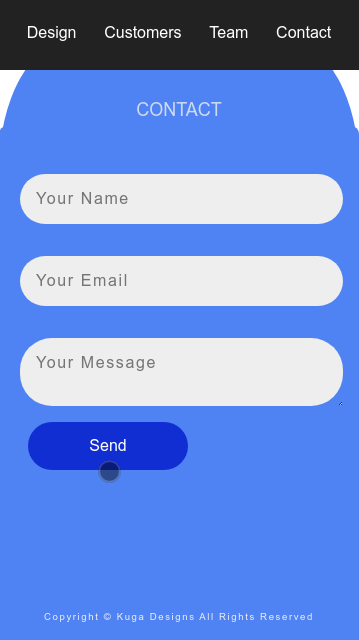 Design Customers Team Contact
CONTACT
Your Name
Your Email
Your Message
Send
Copyright © Kuga Designs All Rights Reserved